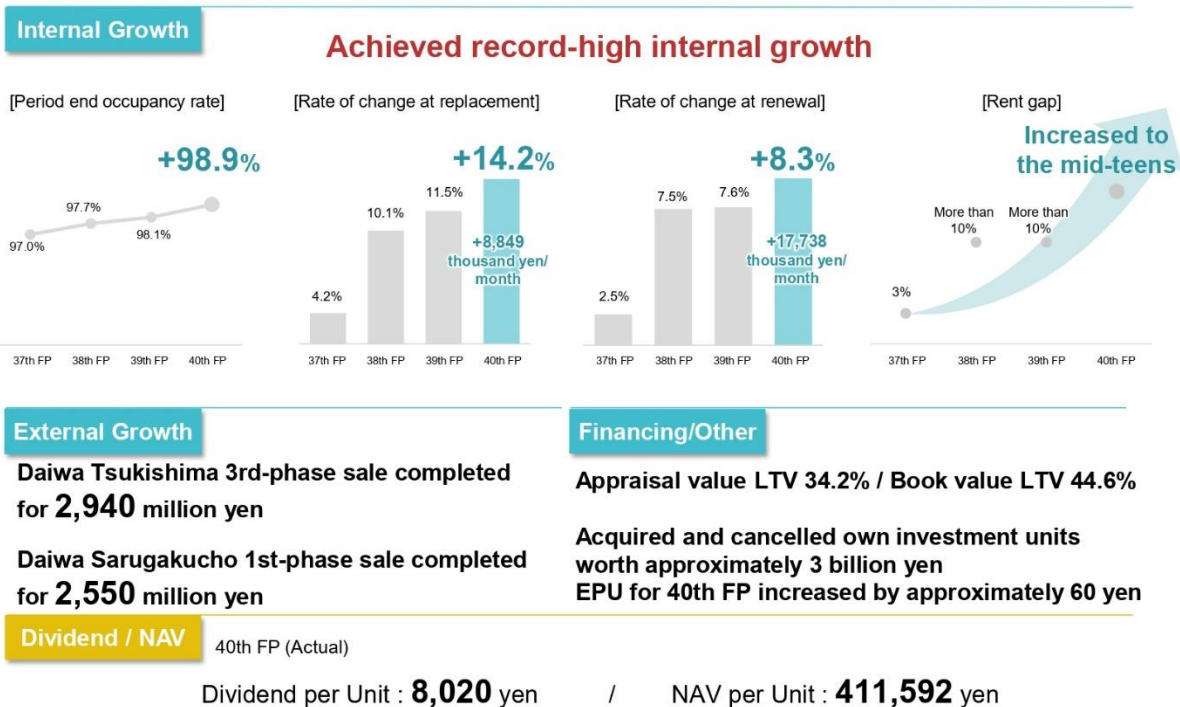 Internal Growth
Achieved record-high internal growth
[Period end occupancy rate]
+98.9%
97.0%
97.7%
98.1%
37th FP
38th FP
39th FP
40th FP
[Rate of change at replacement]
+14.2%
4.2%
10.1%
11.5%
+8,849
thousand yen/
month
37th FP
38th FP
39th FP
40th FP
[Rate of change at renewal]
+8.3%
2.5%
7.5%
7.6%
+17,738
thousand yen/
month
37th FP
38th FP
39th FP
40th FP
[Rent gap]
Increased to
the mid-teens
3%
More than
10%
More than
10%
37th FP
38th FP
39th FP
40th FP
External Growth
Daiwa Tsukishima 3rd-phase sale completed
for 2,940 million yen
Daiwa Sarugakucho 1st-phase sale completed
for 2,550 million yen
Financing/Other
Appraisal value LTV 34.2% / Book value LTV 44.6%
Acquired and cancelled own investment units
worth approximately 3 billion yen
EPU for 40th FP increased by approximately 60 yen
Dividend / NAV
40th FP (Actual)
Dividend per Unit : 8,020 yen / NAV per Unit : 411,592 yen